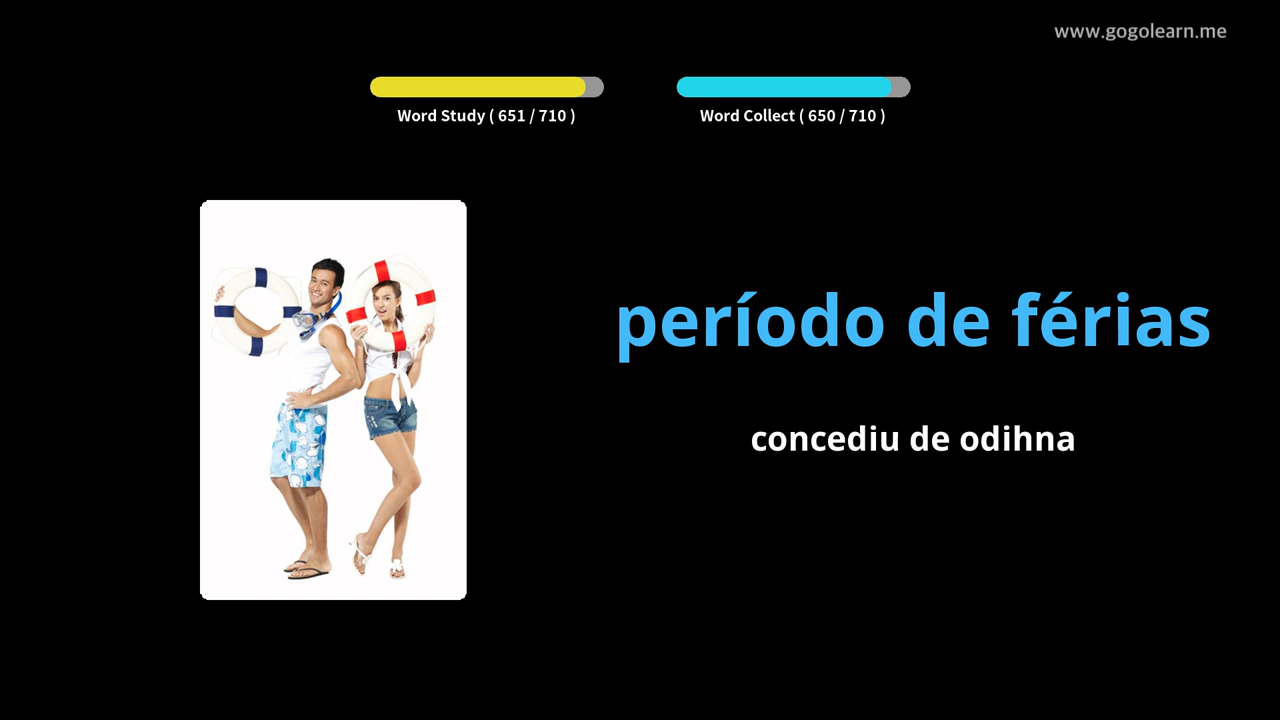 www.gogolearn.me
Word Study ( 651 / 710 )
Word Collect ( 650 / 710 )
período de férias
concediu de odihna